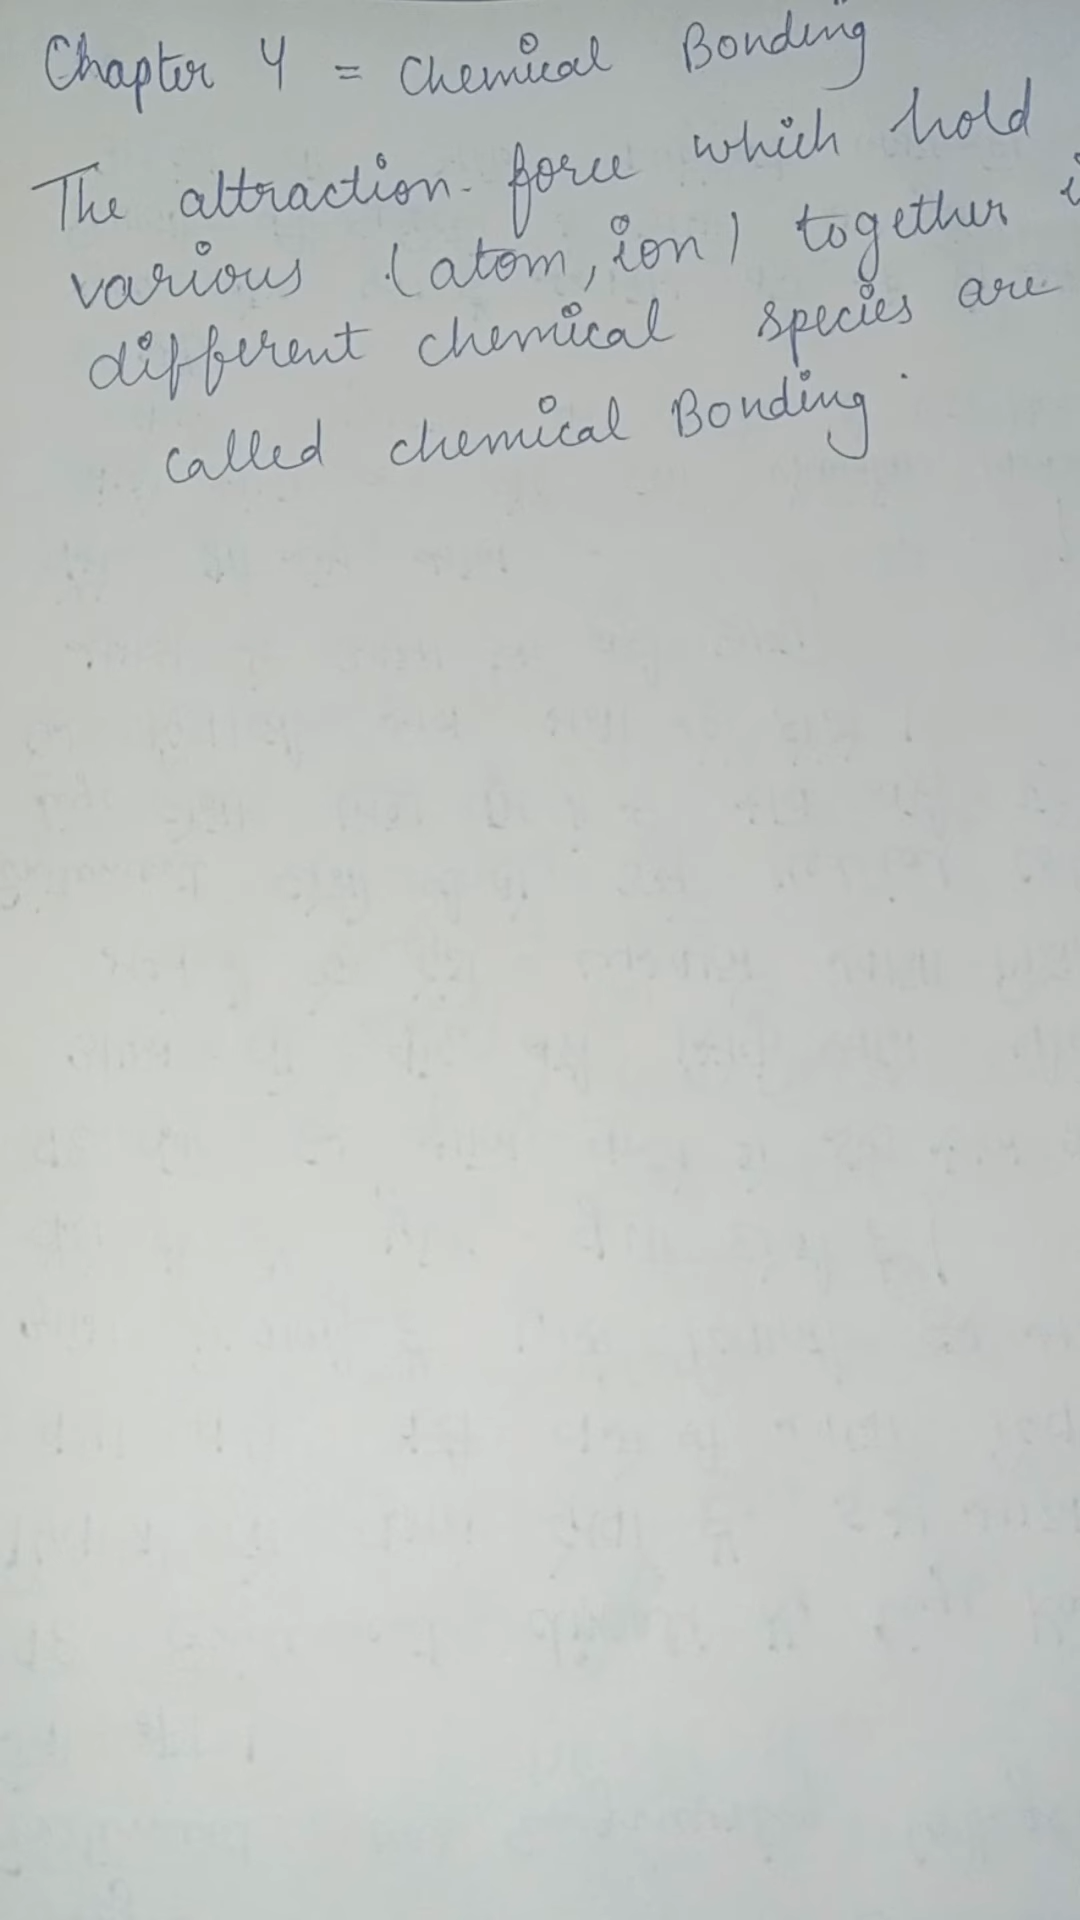 Chapter 4 = Chemical Bonding
The attraction force which hold
various (atom, ion) together
different chemical species are
called chemical Bonding.